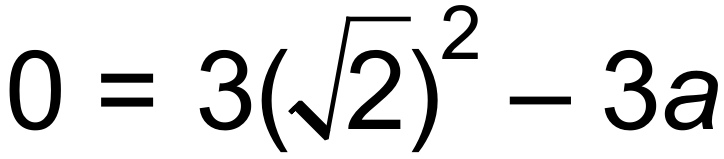 0 = 3(√2)² – 3a